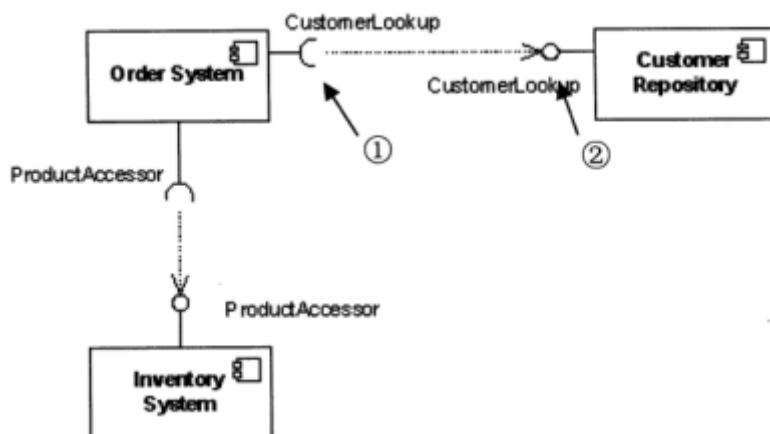 CustomerLookup
Order System
CustomerLookup
Customer
Repository
①
②
ProductAccessor
ProductAccessor
Inventory
System